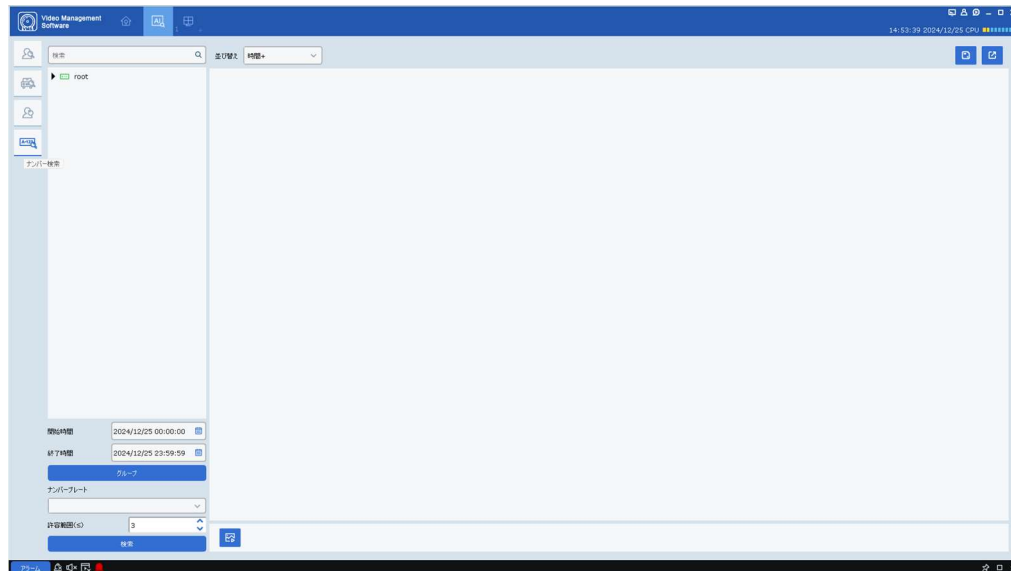 Video Management
Software
AI
14:53:39 2024/12/25 CPU
検索
並び替え 時間+
root
ナンバー検索
開始時間 2024/12/25 00:00:00
終了時間 2024/12/25 23:59:59
グループ
ナンバープレート
許容範囲(≤) 3
検索
アラーム